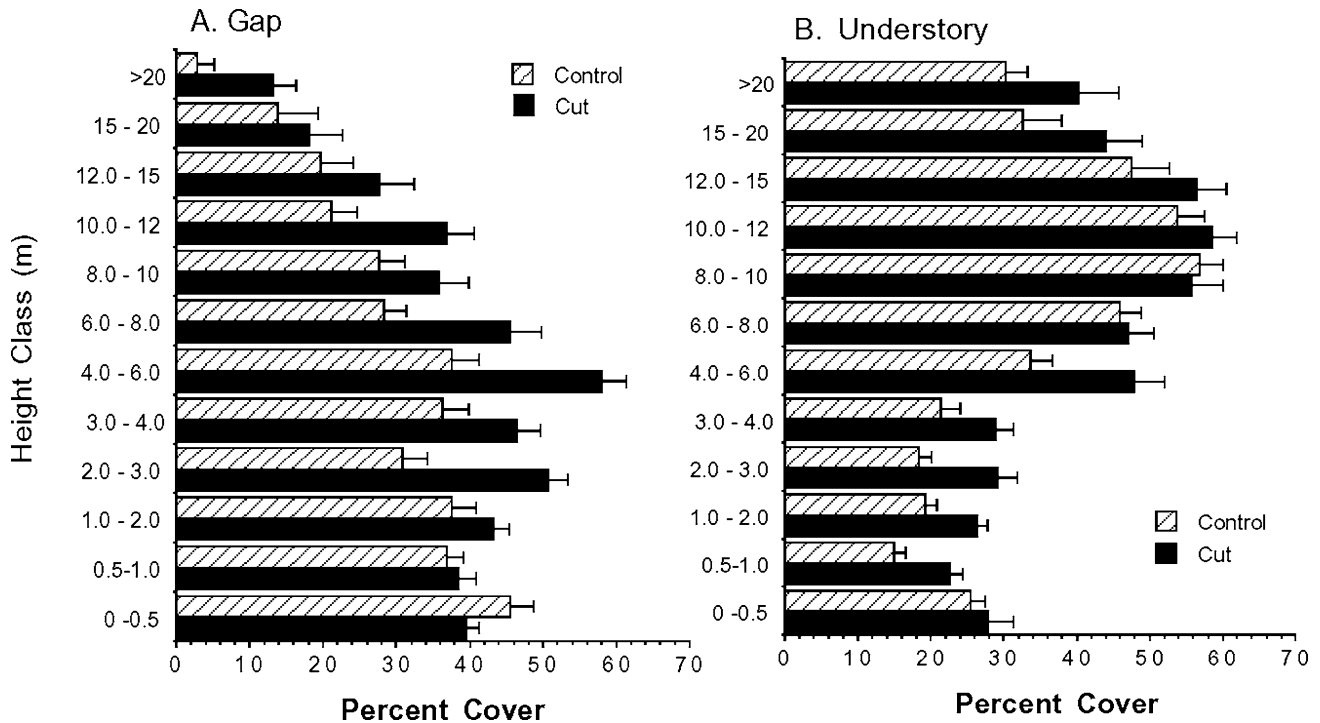 A. Gap
Control
Cut
Height Class (m)
>20
15 - 20
12.0 - 15
10.0 - 12
8.0 - 10
6.0 - 8.0
4.0 - 6.0
3.0 - 4.0
2.0 - 3.0
1.0 - 2.0
0.5-1.0
0 -0.5
0 10 20 30 40 50 60 70
Percent Cover
B. Understory
>20
15 - 20
12.0 - 15
10.0 - 12
8.0 - 10
6.0 - 8.0
4.0 - 6.0
3.0 - 4.0
2.0 - 3.0
1.0 - 2.0
0.5-1.0
0 -0.5
Control
Cut
0 10 20 30 40 50 60 70
Percent Cover